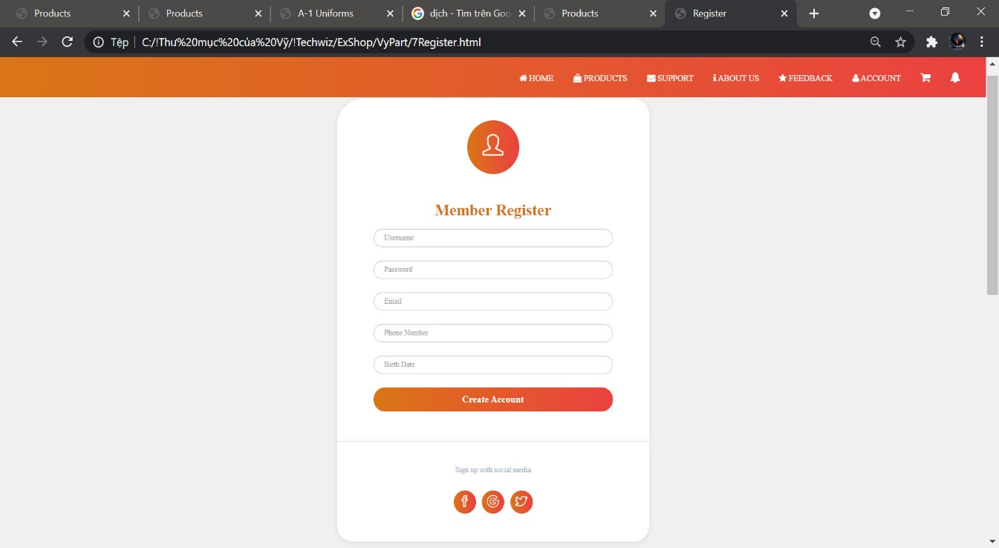 Products
Products
A-1 Uniforms
dịch - Tìm trên Goo
Products
Register
Tệp
C:/!Thư%20mục%20của%20Vỹ/!Techwiz/ExShop/VyPart/7Register.html
HOME PRODUCTS SUPPORT ABOUT US FEEDBACK ACCOUNT
Member Register
Username
Password
Email
Phone Number
Birth Date
Create Account
Sign up with social media